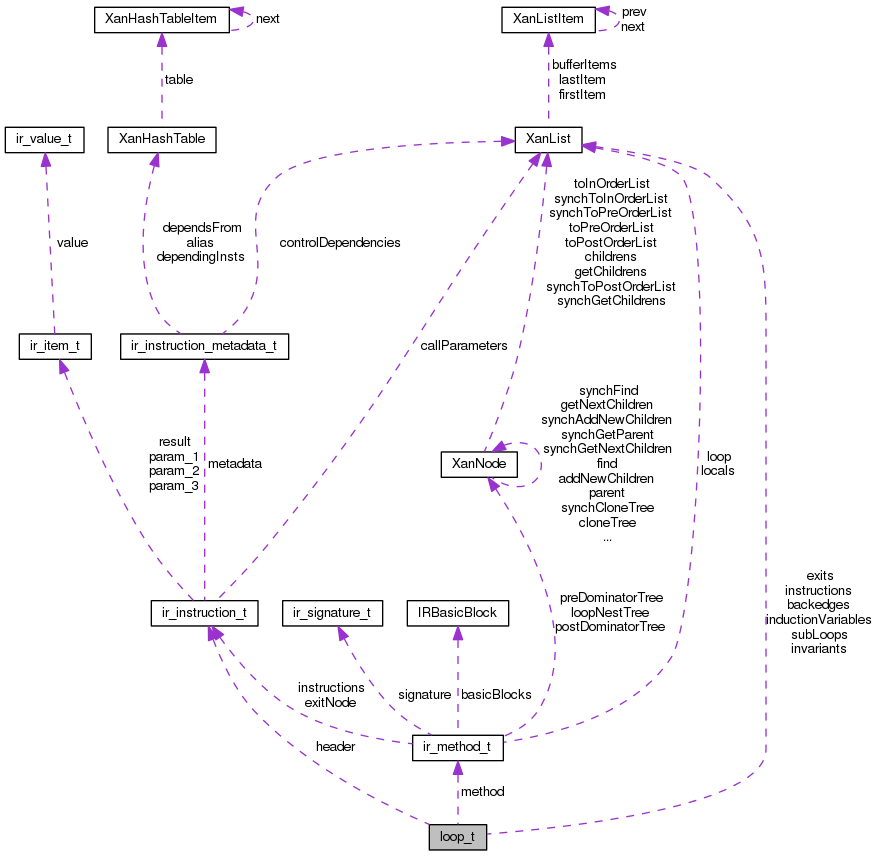 XanHashTableItem
next
XanListItem
prev
next
table
bufferItems
lastItem
firstItem
ir_value_t
XanHashTable
XanList
value
dependsFrom
alias
dependingInsts
controlDependencies
toInOrderList
synchToInOrderList
synchToPreOrderList
toPreOrderList
toPostOrderList
childrens
getChildrens
synchToPostOrderList
synchGetChildrens
ir_item_t
ir_instruction_metadata_t
callParameters
result
param_1
param_2
param_3
metadata
XanNode
synchFind
getNextChildren
synchAddNewChildren
synchGetParent
synchGetNextChildren
find
addNewChildren
parent
synchCloneTree
cloneTree
...
loop
locals
ir_instruction_t
ir_signature_t
IRBasicBlock
preDominatorTree
loopNestTree
postDominatorTree
exits
instructions
backedges
inductionVariables
subLoops
invariants
instructions
exitNode
signature
basicBlocks
header
ir_method_t
method
loop_t